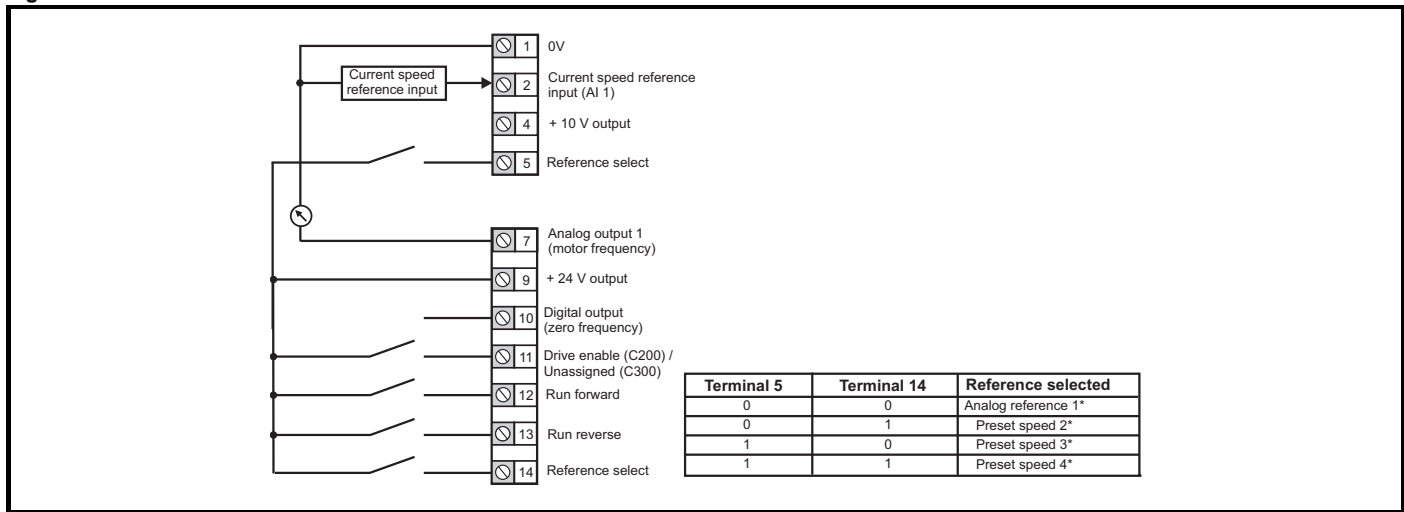 1 0V
Current speed
reference input
2 Current speed reference
input (AI 1)
4 + 10 V output
5 Reference select
7 Analog output 1
(motor frequency)
9 + 24 V output
10 Digital output
(zero frequency)
11 Drive enable (C200) /
Unassigned (C300)
12 Run forward
13 Run reverse
14 Reference select
Terminal 5 Terminal 14 Reference selected
0 0 Analog reference 1*
0 1 Preset speed 2*
1 0 Preset speed 3*
1 1 Preset speed 4*